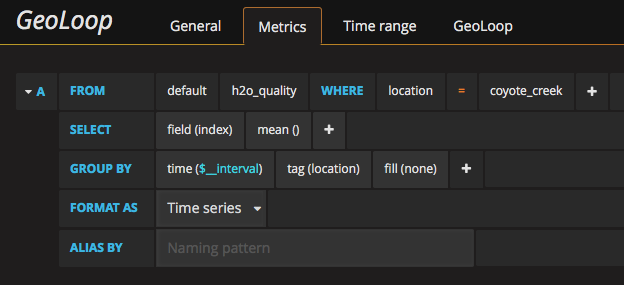 GeoLoop General Metrics Time range GeoLoop
A FROM default h2o_quality WHERE location = coyote_creek +
SELECT field (index) mean () +
GROUP BY time ($__interval) tag (location) fill (none) +
FORMAT AS Time series
ALIAS BY Naming pattern